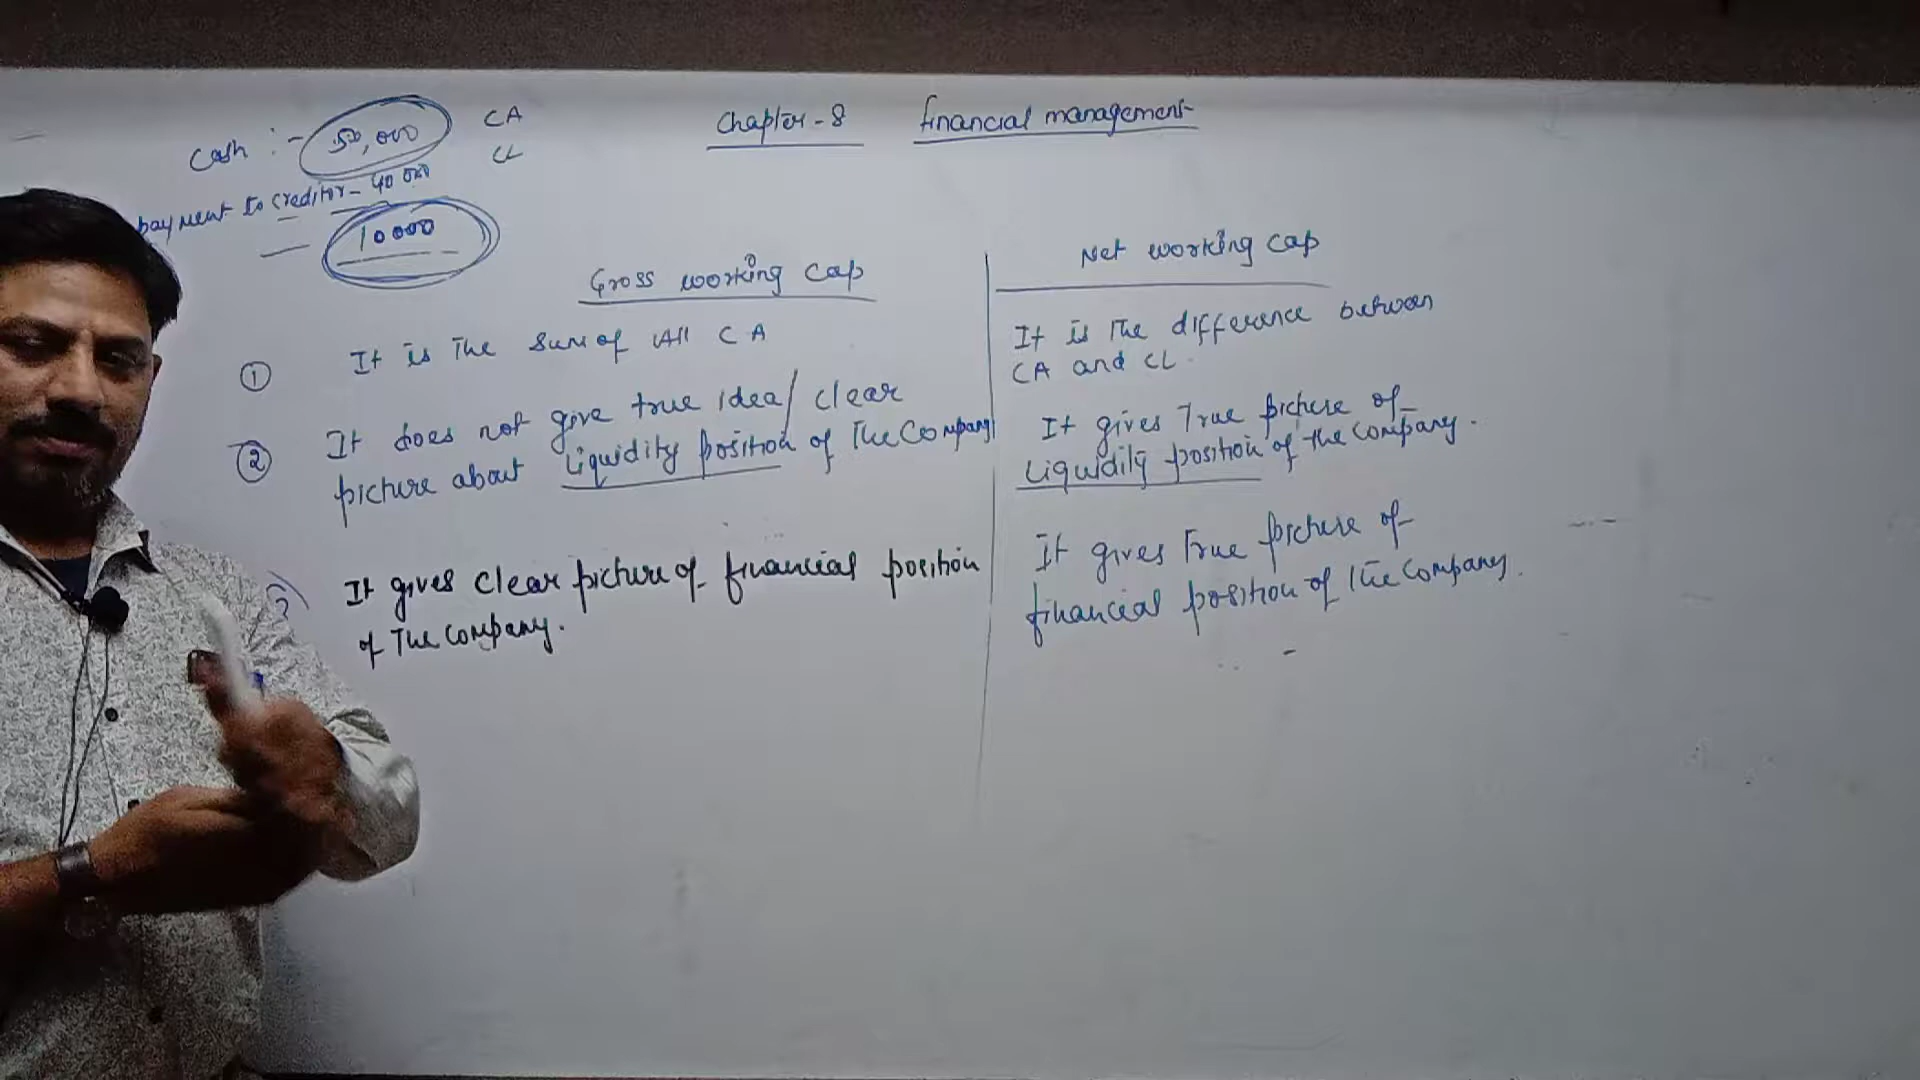 Chapter - 8 financial management
Cash : - 50,000 CA
CL
payment to creditor - 40 000
10000
Gross working cap
Net working cap
① It is The Sum of All CA
It is The difference between
CA and CL.
② It does not give true idea / clear
picture about Liquidity position of The Company
It gives True picture of
Liquidity position of the Company.
3 It gives clear picture of financial position
of The Company.
It gives True picture of
financial position of The Company.